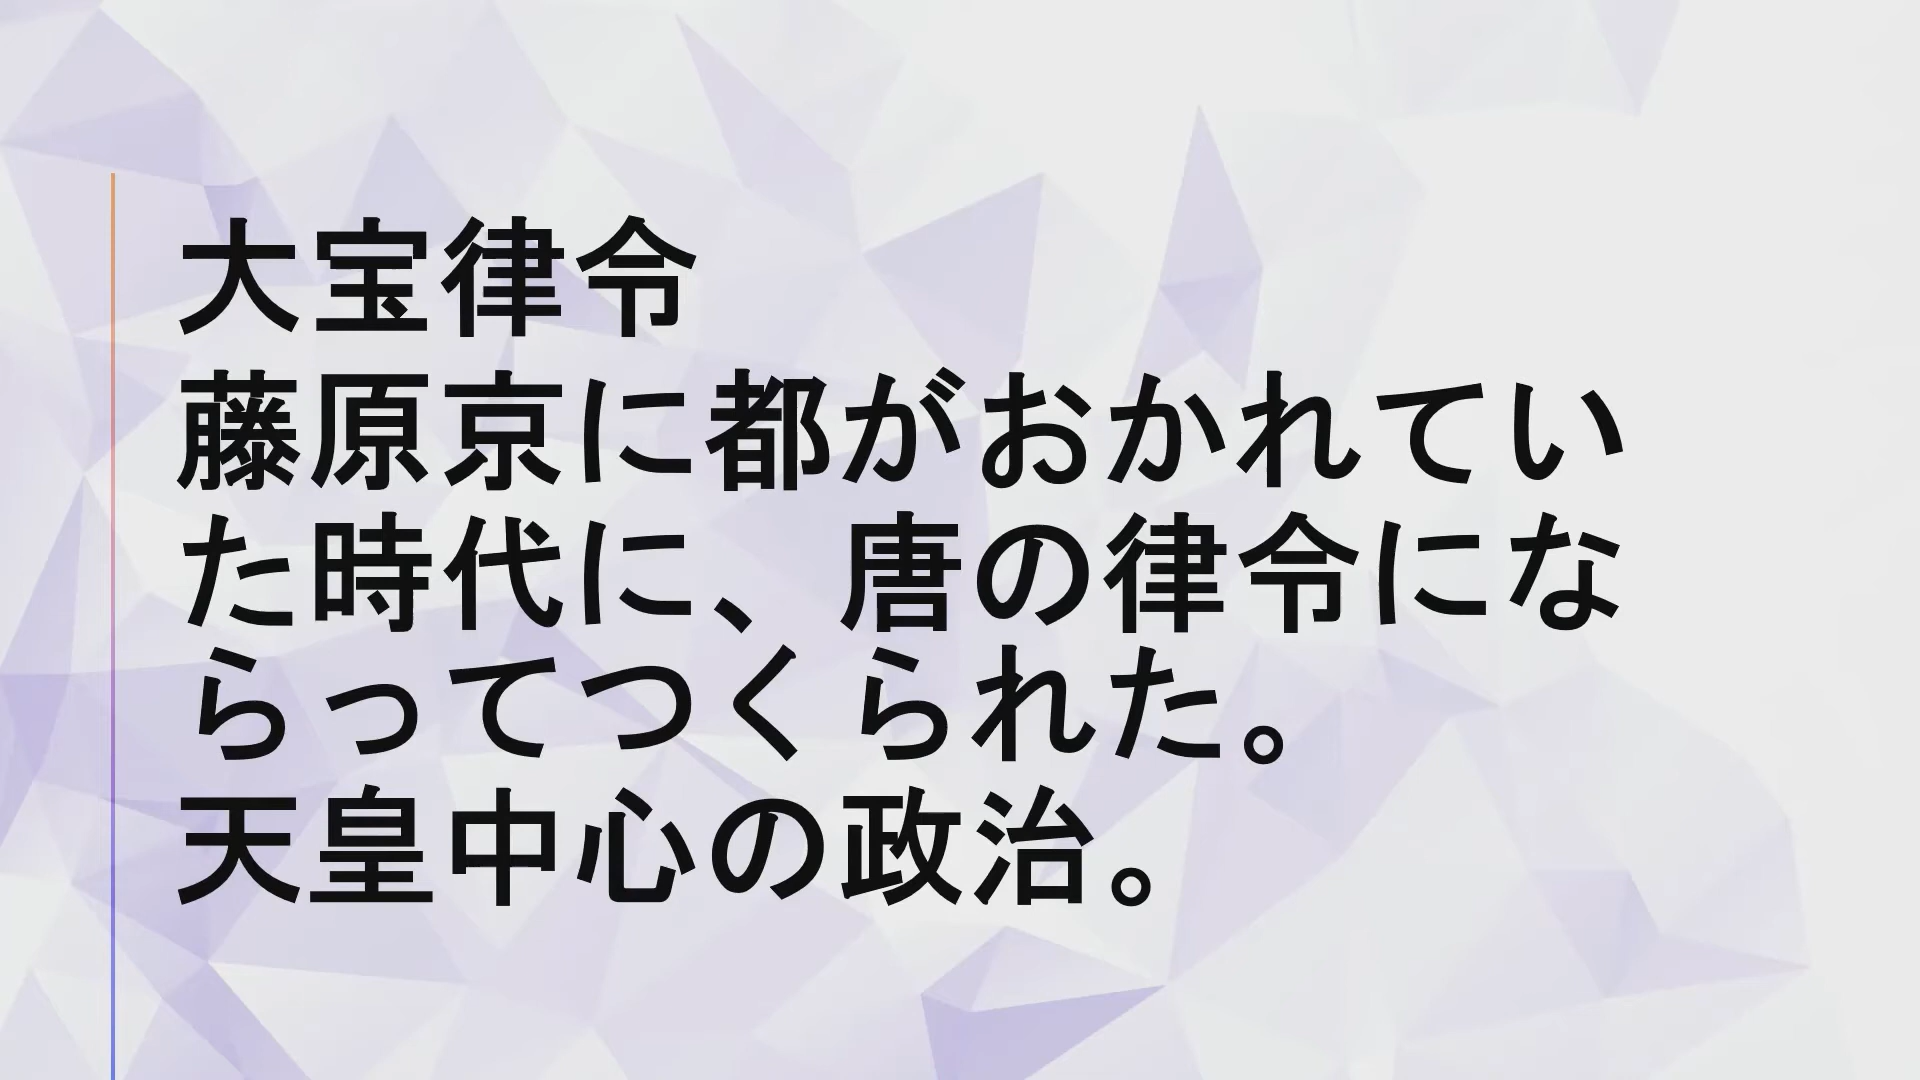 大宝律令
藤原京に都がおかれてい
た時代に、唐の律令にな
らってつくられた。
天皇中心の政治。